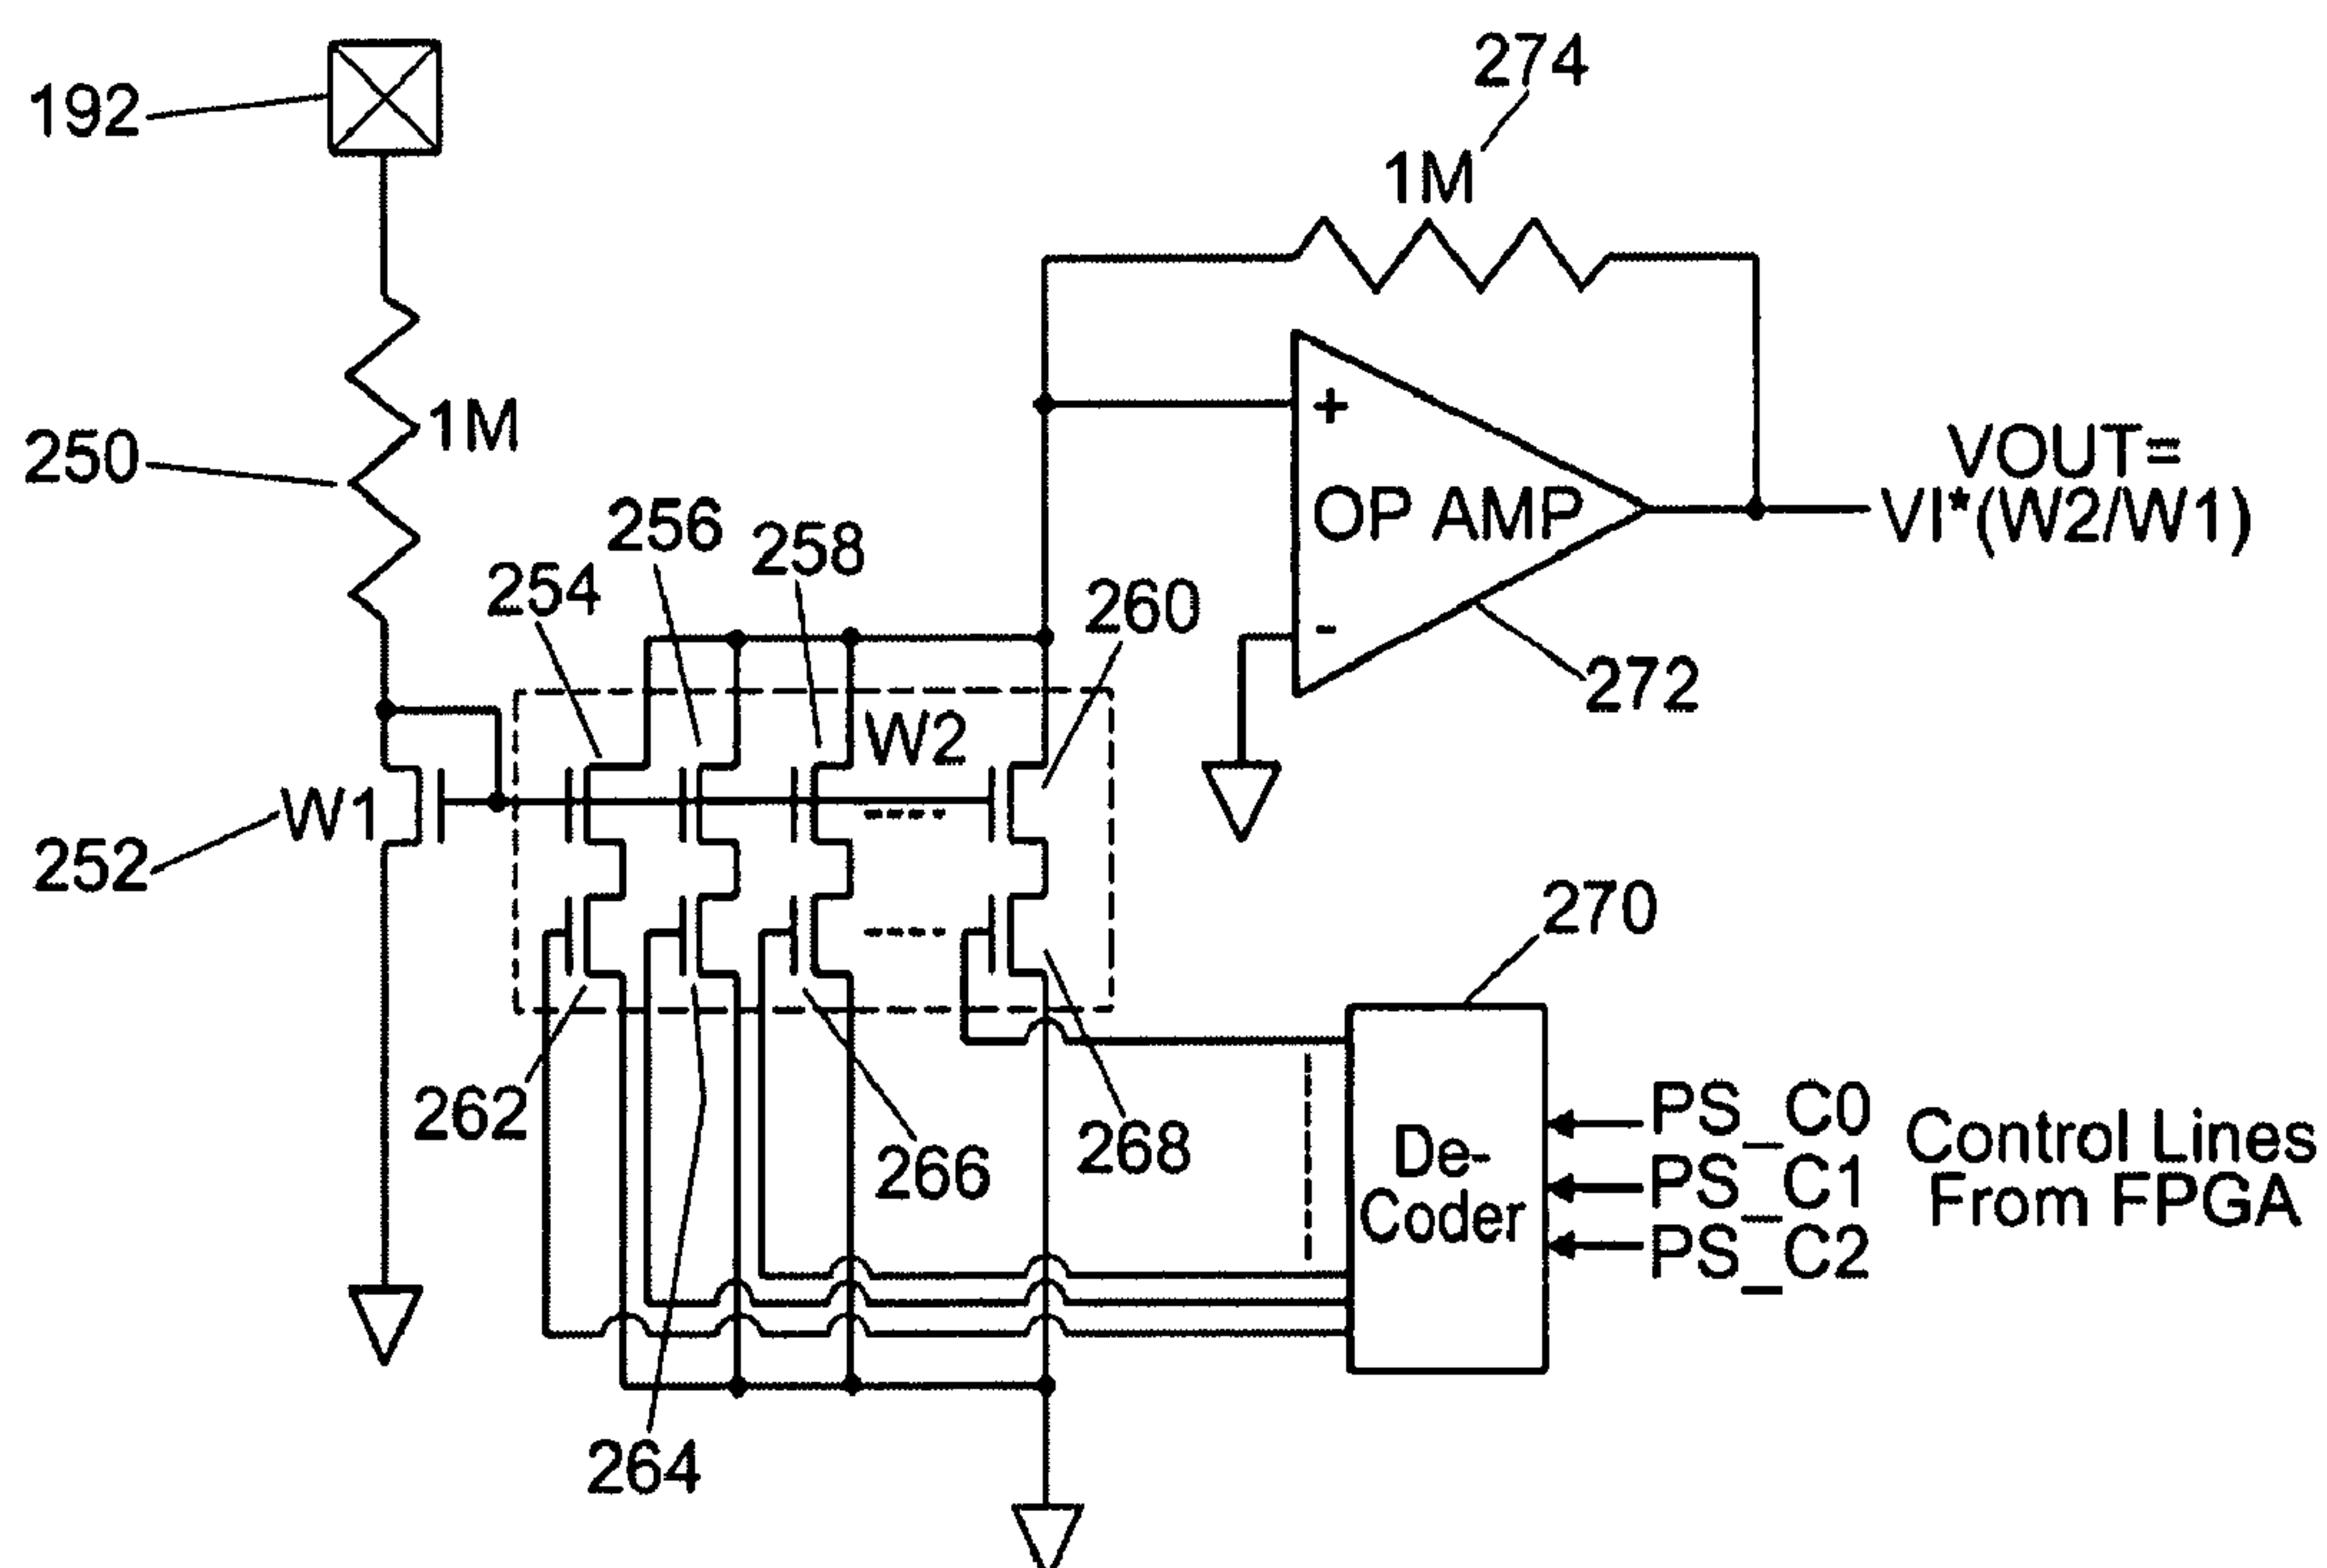 192
274
1M
250
1M
VOUT=
VI*(W2/W1)
+
OP AMP
-
272
254
256
258
260
W2
W1
252
270
262
264
266
268
De-
Coder
PS_C0
PS_C1
PS_C2
Control Lines
From FPGA